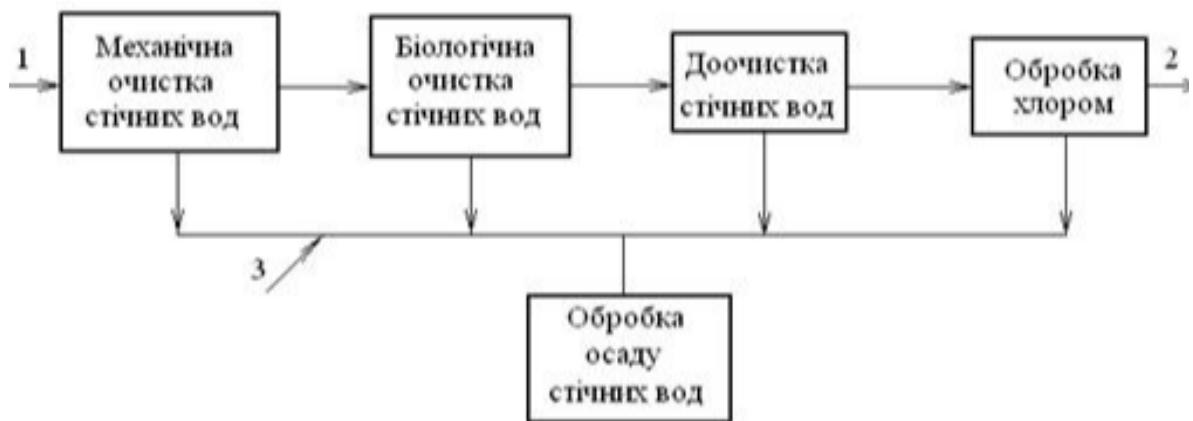 1
Механічна
очистка
стічних вод
Біологічна
очистка
стічних вод
Доочистка
стічних вод
Обробка
хлором
2
3
Обробка
осаду
стічних вод